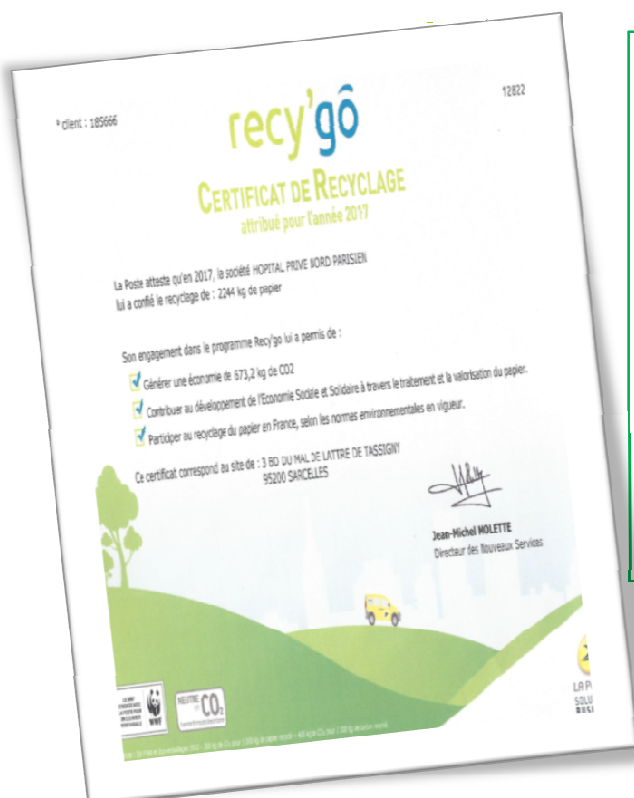 ° client : 185666
12822
recy'gô
CERTIFICAT DE RECYCLAGE
attribué pour l'année 2017
La Poste atteste qu'en 2017, la société HOPITAL PRIVE NORD PARISIEN
lui a confié le recyclage de : 2244 kg de papier
Son engagement dans le programme Recy'go lui a permis de :
Générer une économie de 673,2 kg de CO2
Contribuer au développement de l'Economie Sociale et Solidaire à travers le traitement et la valorisation du papier.
Participer au recyclage du papier en France, selon les normes environnementales en vigueur.
Ce certificat correspond au site de : 3 BD DU MAL DE LATTRE DE TASSIGNY
95200 SARCELLES
Jean-Michel MOLETTE
Directeur des Nouveaux Services
WWF
NEUTRE
CO2
LA P
SOLU